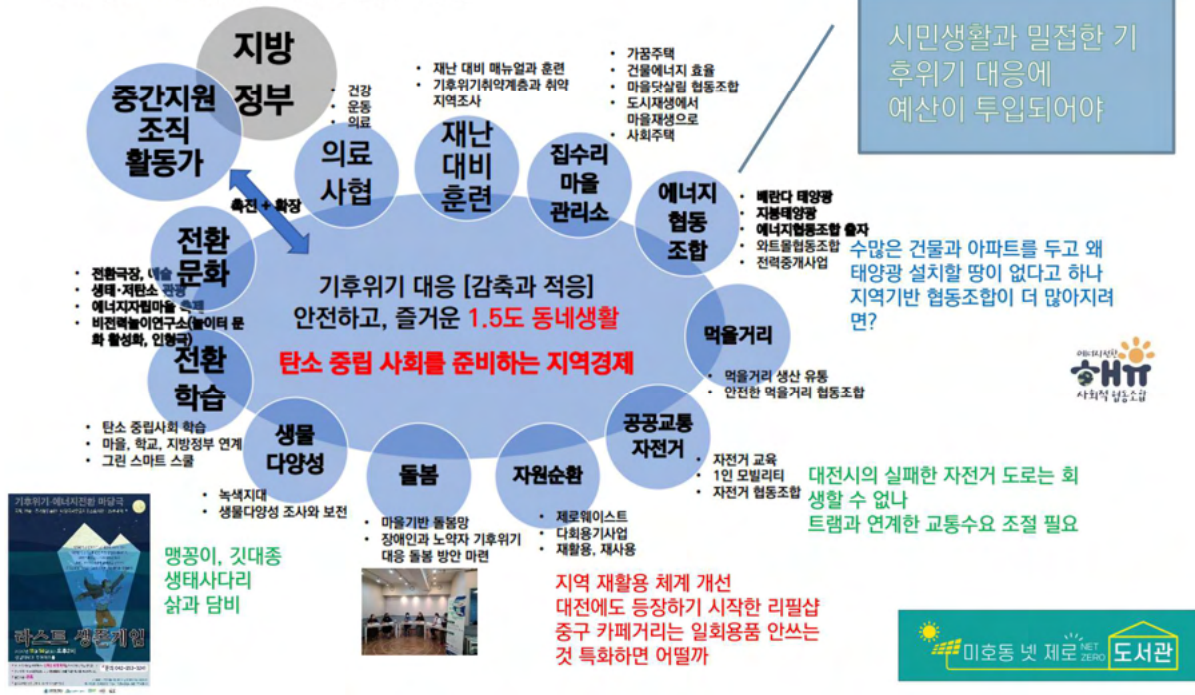 지방
정부
중간지원
조직
활동가
촉진 + 확장
건강
운동
의료
의료
사협
• 재난 대비 매뉴얼과 훈련
• 기후위기취약계층과 취약
지역조사
재난
대비
훈련
• 가꿈주택
• 건물에너지 효율
• 마을닷살림 협동조합
• 도시재생에서
마을재생으로
• 사회주택
집수리
마을
관리소
시민생활과 밀접한 기
후위기 대응에
예산이 투입되어야
에너지
협동
조합
• 베란다 태양광
• 지붕태양광
• 에너지협동조합 출자
• 와트몰협동조합
• 전력중개사업
수많은 건물과 아파트를 두고 왜
태양광 설치할 땅이 없다고 하나
지역기반 협동조합이 더 많아지려
면?
전환
문화
• 전환극장, 예술
• 생태·저탄소 관광
• 에너지자립마을 축제
• 비전력놀이연구소(놀이터 문
화 활성화, 인형극)
기후위기 대응 [감축과 적응]
안전하고, 즐거운 1.5도 동네생활
탄소 중립 사회를 준비하는 지역경제
먹을거리
• 먹을거리 생산 유통
- 안전한 먹을거리 협동조합
에너지전환
해유
사회적 협동조합
전환
학습
• 탄소 중립사회 학습
• 마을, 학교, 지방정부 연계
• 그린 스마트 스쿨
생물
다양성
• 녹색지대
• 생물다양성 조사와 보전
돌봄
• 마을기반 돌봄망
• 장애인과 노약자 기후위기
대응 돌봄 방안 마련
자원순환
• 제로웨이스트
• 다회용기사업
• 재활용, 재사용
공공교통
자전거
• 자전거 교육
• 1인 모빌리티
• 자전거 협동조합
대전시의 실패한 자전거 도로는 회
생할 수 없나
트램과 연계한 교통수요 조절 필요
기후위기·에너지전환 마당극
라스트 생존게임
맹꽁이, 깃대종
생태사다리
삵과 담비
지역 재활용 체계 개선
대전에도 등장하기 시작한 리필샵
중구 카페거리는 일회용품 안쓰는
것 특화하면 어떨까
미호동 넷 제로 NET ZERO 도서관